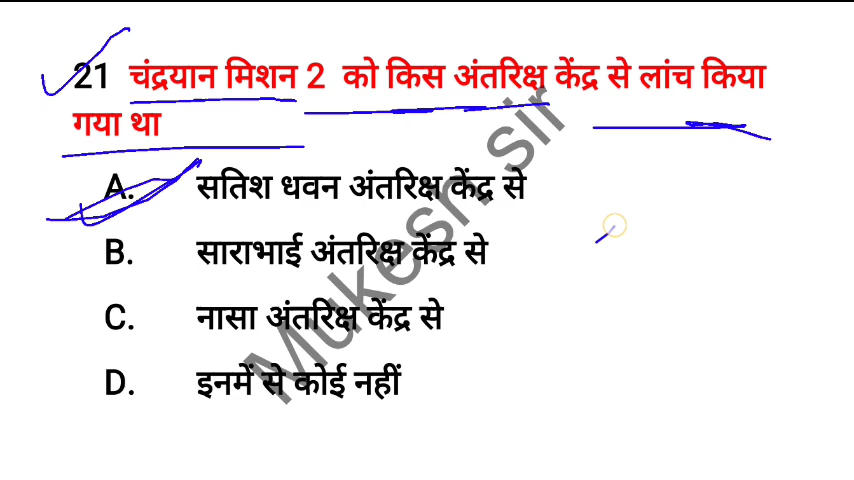 21 चंद्रयान मिशन 2 को किस अंतरिक्ष केंद्र से लांच किया
गया था
A. सतिश धवन अंतरिक्ष केंद्र से
B. साराभाई अंतरिक्ष केंद्र से
C. नासा अंतरिक्ष केंद्र से
D. इनमें से कोई नहीं
Mukesh sir